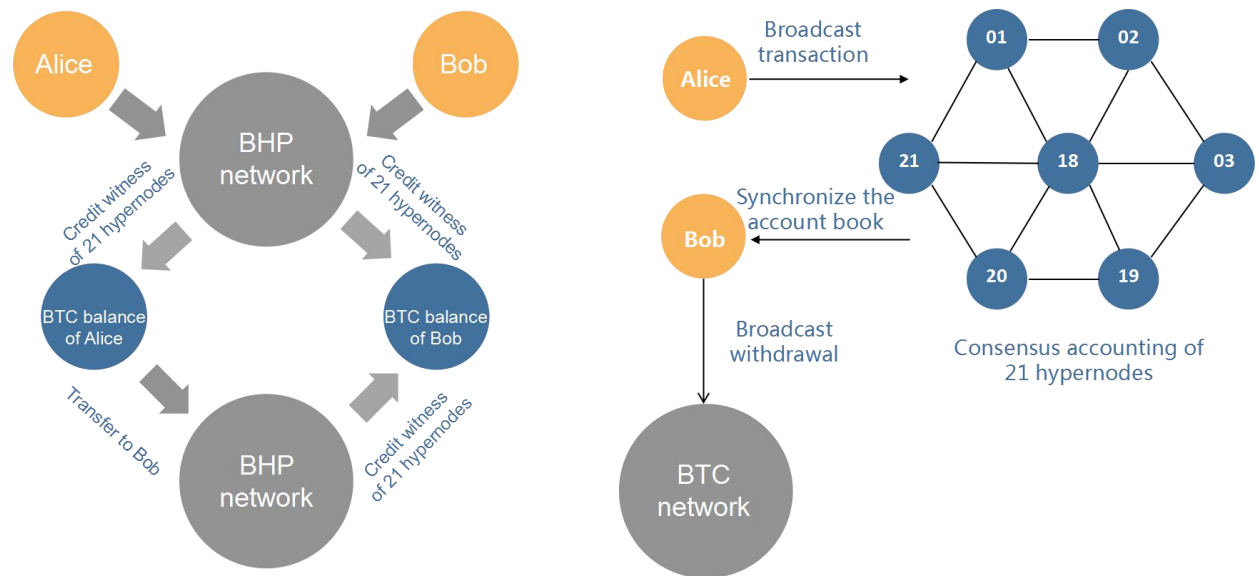 Alice
Bob
BHP
network
Credit witness
of 21 hypernodes
Credit witness
of 21 hypernodes
BTC balance
of Alice
BTC balance
of Bob
Transfer to Bob
BHP
network
Credit witness
of 21 hypernodes
Broadcast
transaction
Alice
01
02
21
18
03
20
19
Synchronize the
account book
Bob
Broadcast
withdrawal
Consensus accounting of
21 hypernodes
BTC
network